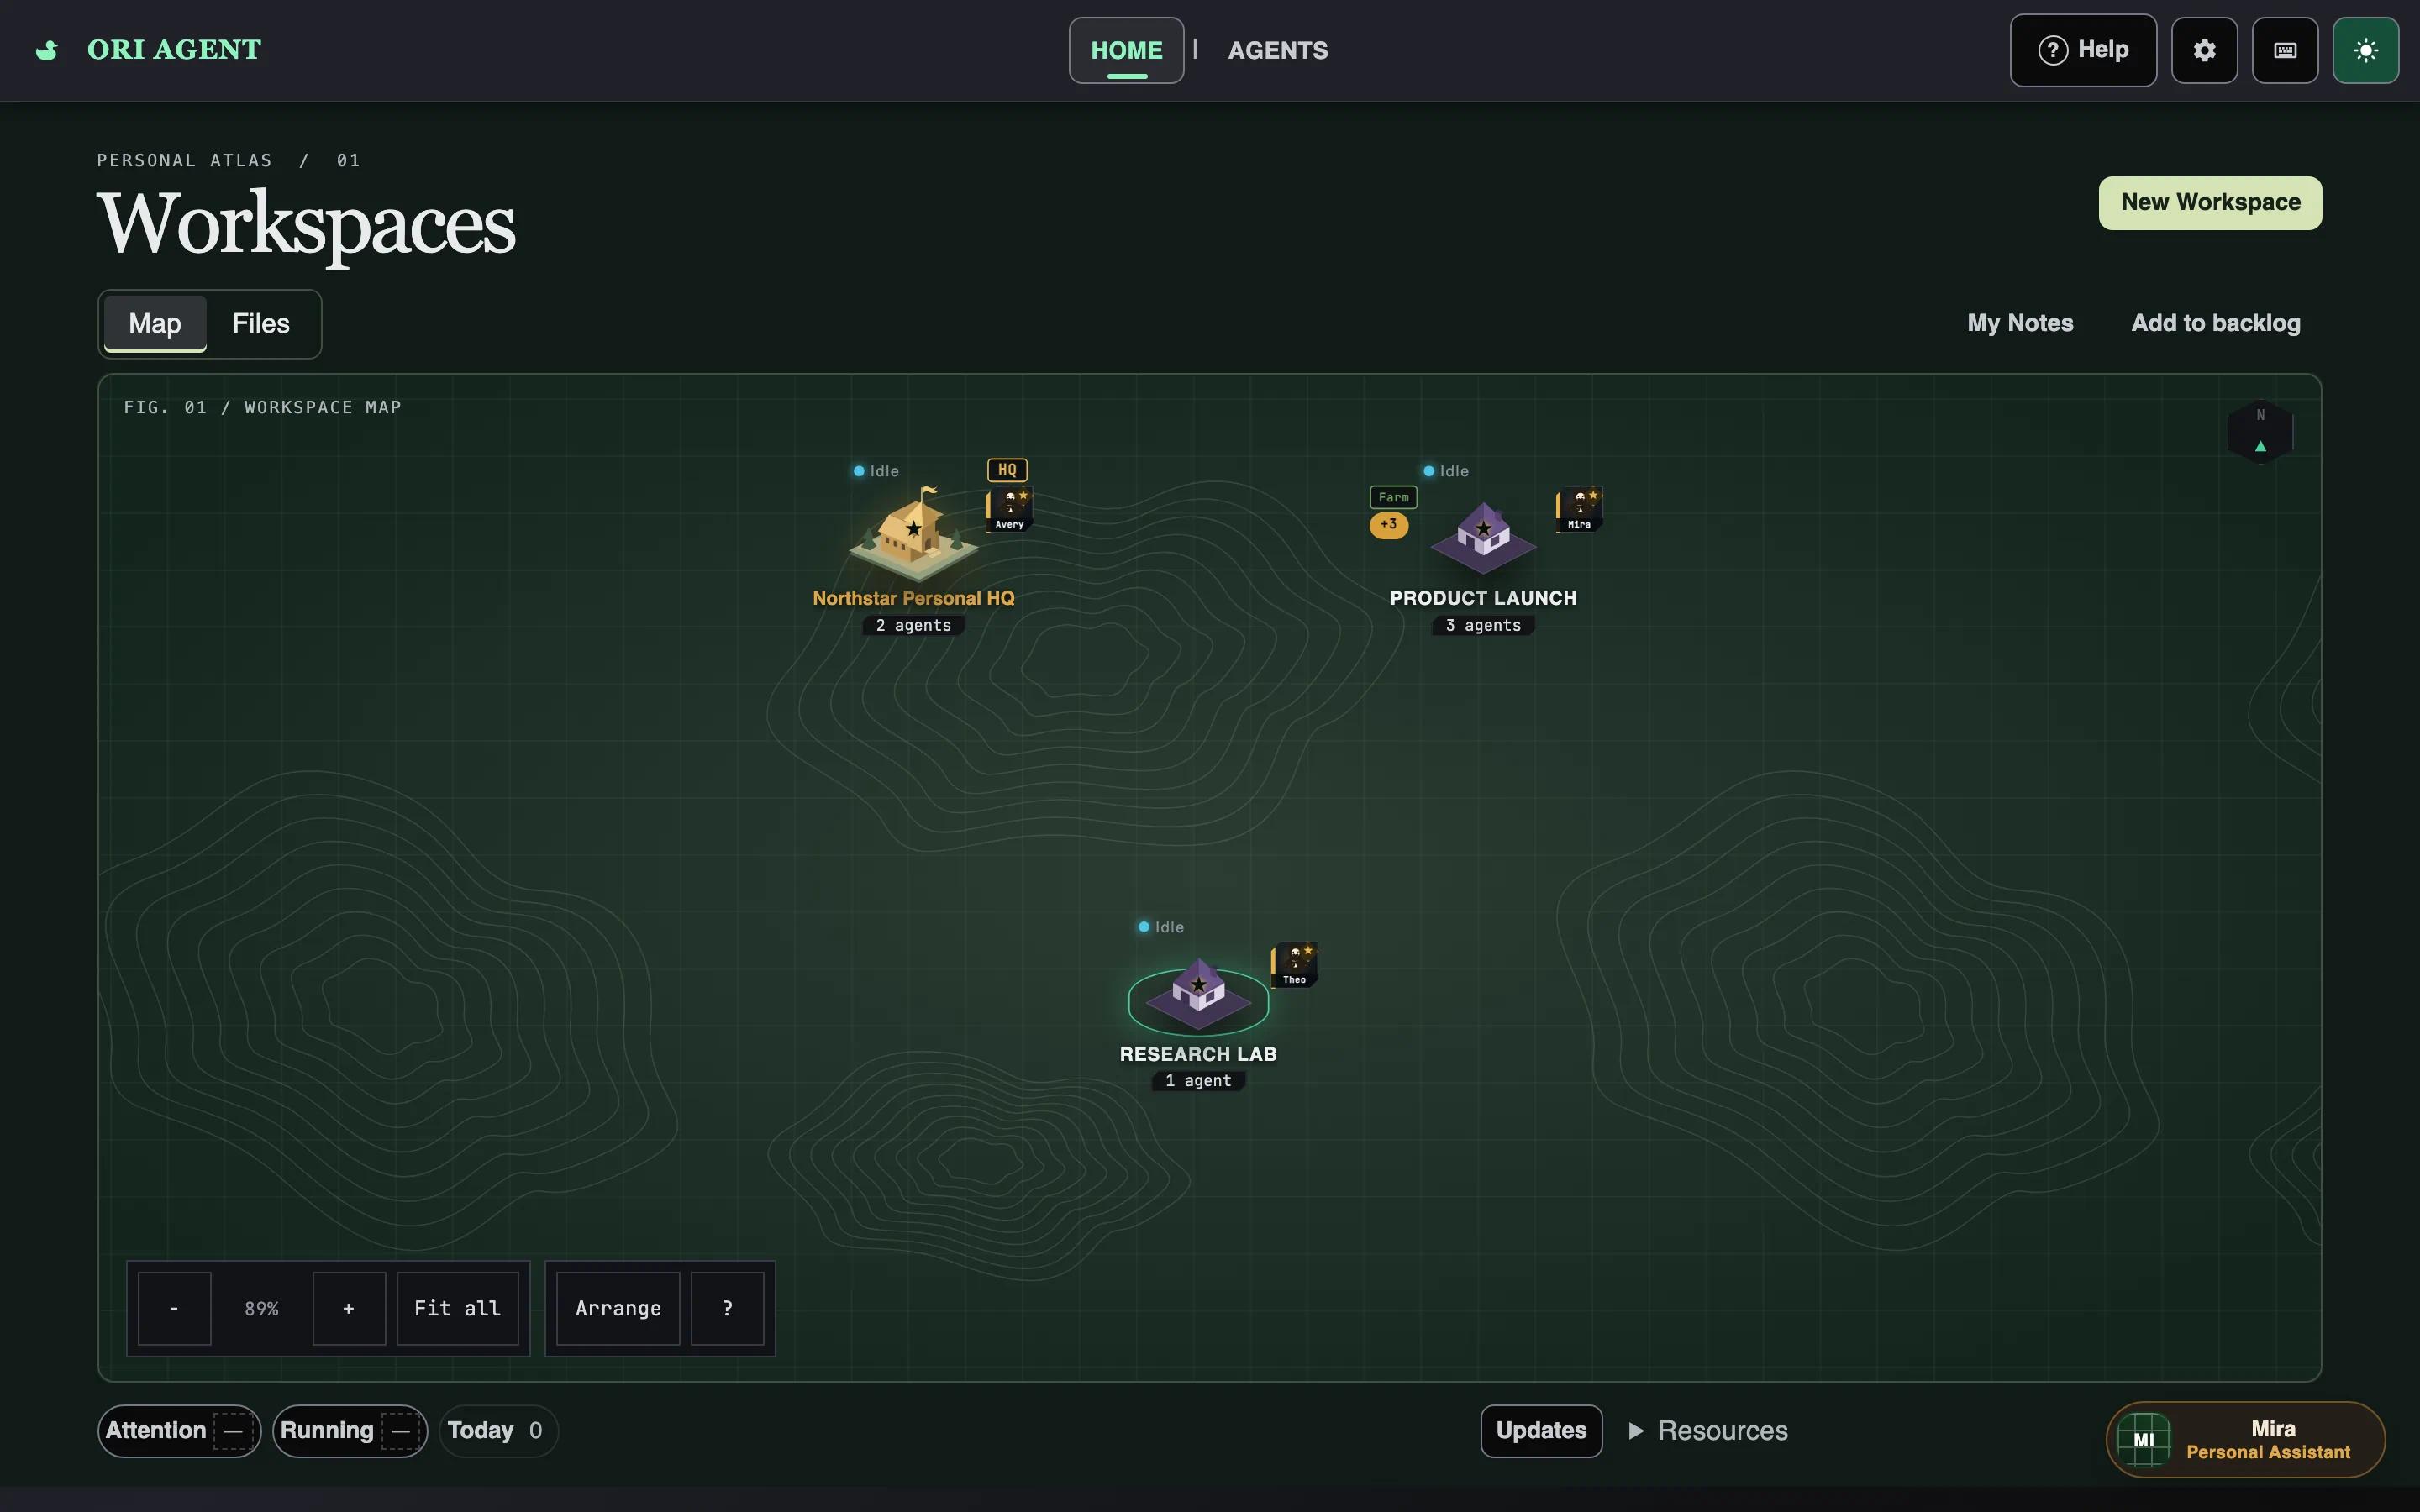 ORI AGENT
HOME | AGENTS
? Help
PERSONAL ATLAS / 01
Workspaces
New Workspace
Map Files
My Notes Add to backlog
FIG. 01 / WORKSPACE MAP
N
Idle HQ
Avery
Northstar Personal HQ
2 agents
Idle
Farm
+3
Mira
PRODUCT LAUNCH
3 agents
Idle
Theo
RESEARCH LAB
1 agent
- 89% + Fit all Arrange ?
Attention — Running — Today 0
Updates ▶ Resources
MI
Mira
Personal Assistant